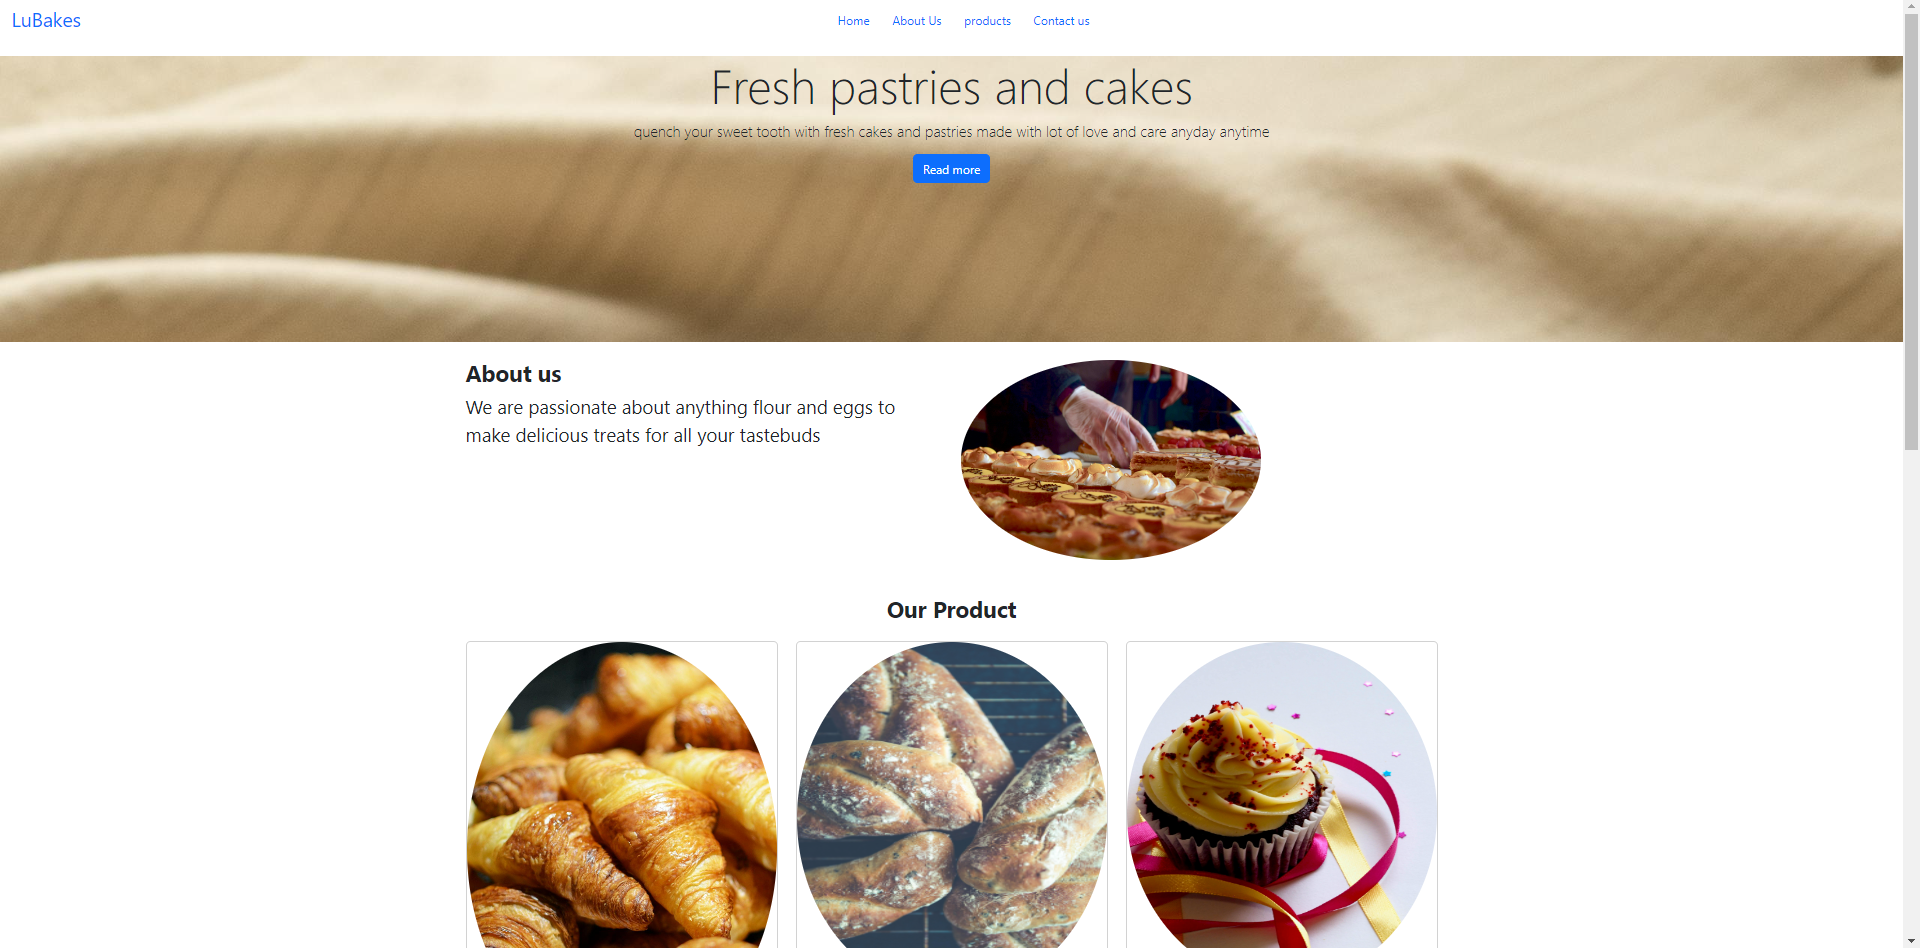 LuBakes
Home About Us products Contact us
Fresh pastries and cakes
quench your sweet tooth with fresh cakes and pastries made with lot of love and care anyday anytime
Read more
About us
We are passionate about anything flour and eggs to
make delicious treats for all your tastebuds
Our Product